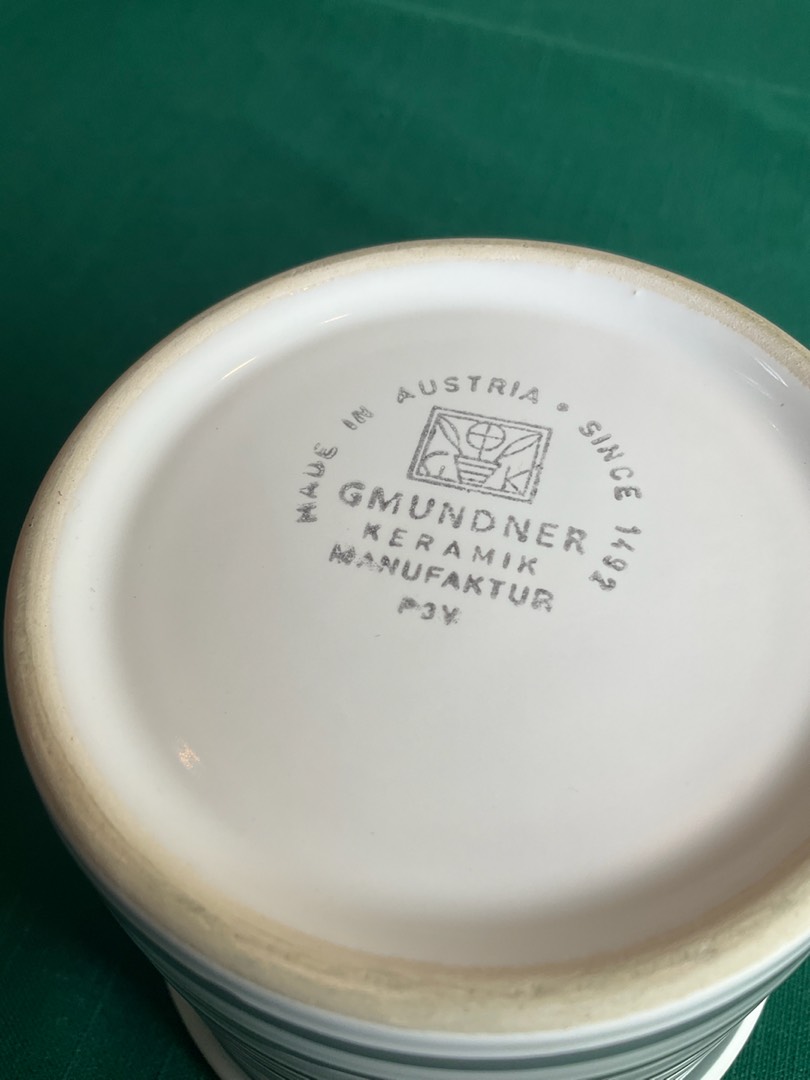 MADE IN AUSTRIA • SINCE 1492
G K
GMUNDNER
KERAMIK
MANUFAKTUR
P3V